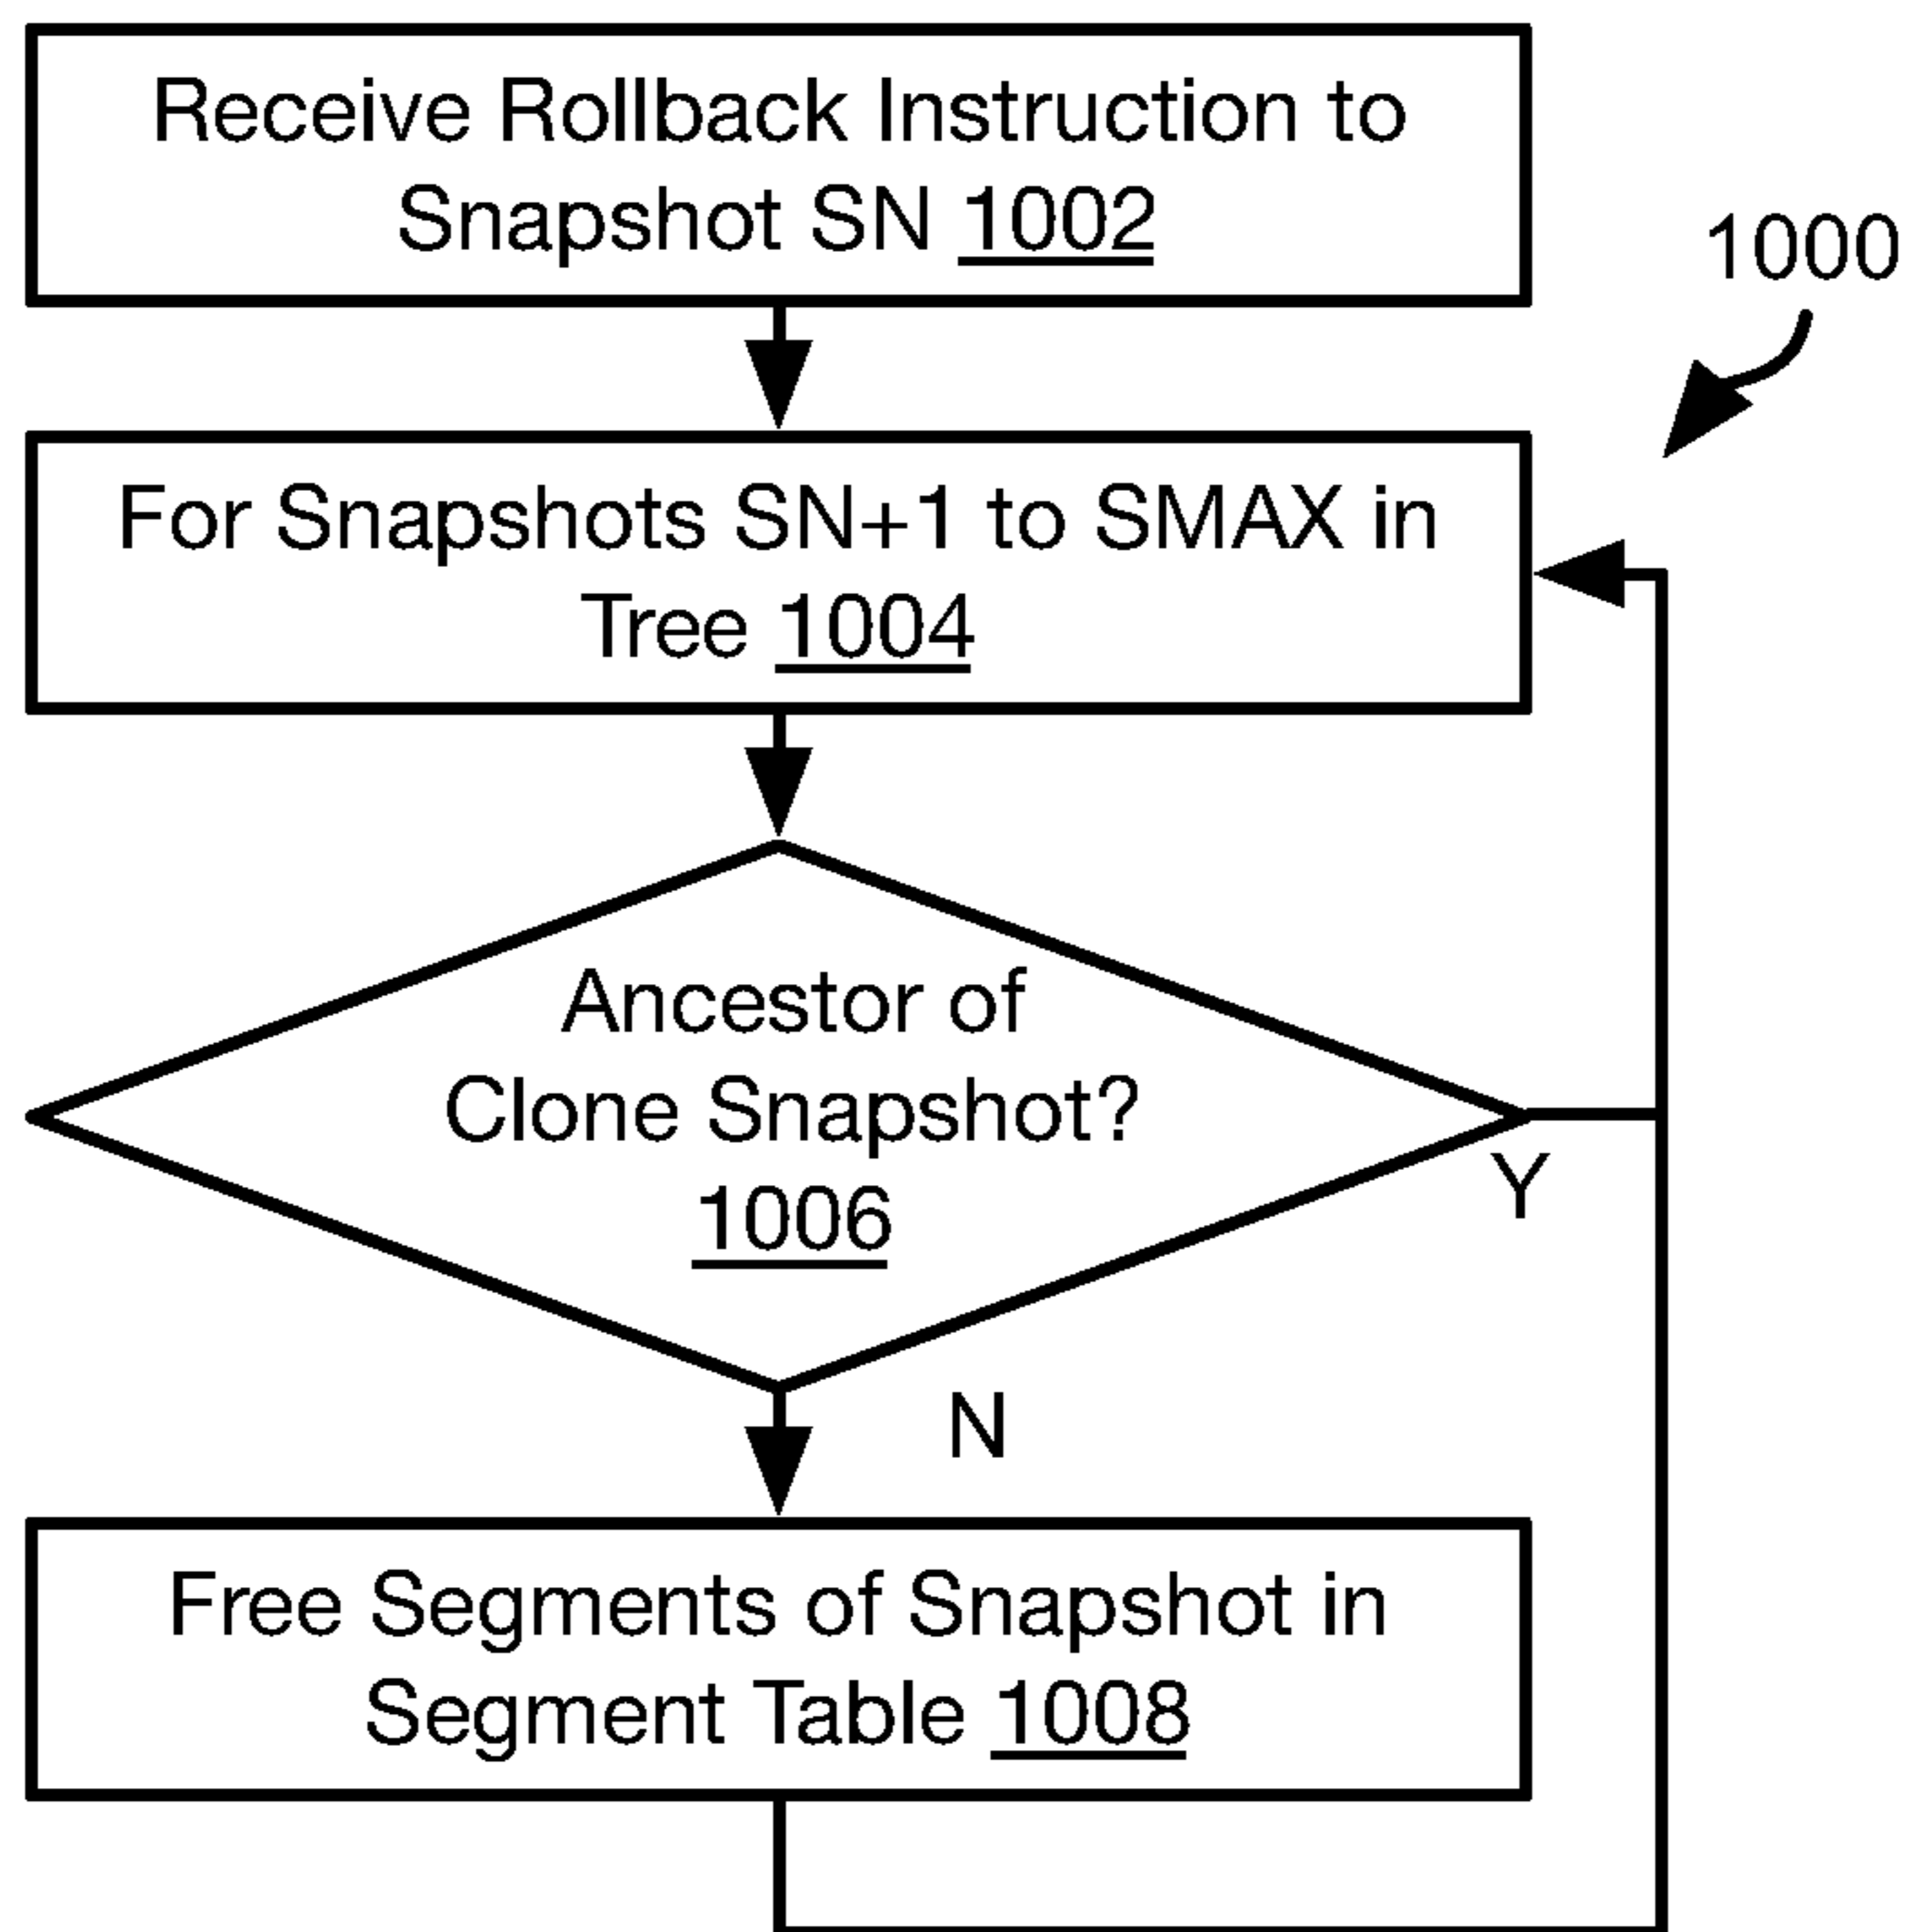 Receive Rollback Instruction to
Snapshot SN 1002
1000
For Snapshots SN+1 to SMAX in
Tree 1004
Ancestor of
Clone Snapshot?
1006
Y
N
Free Segments of Snapshot in
Segment Table 1008